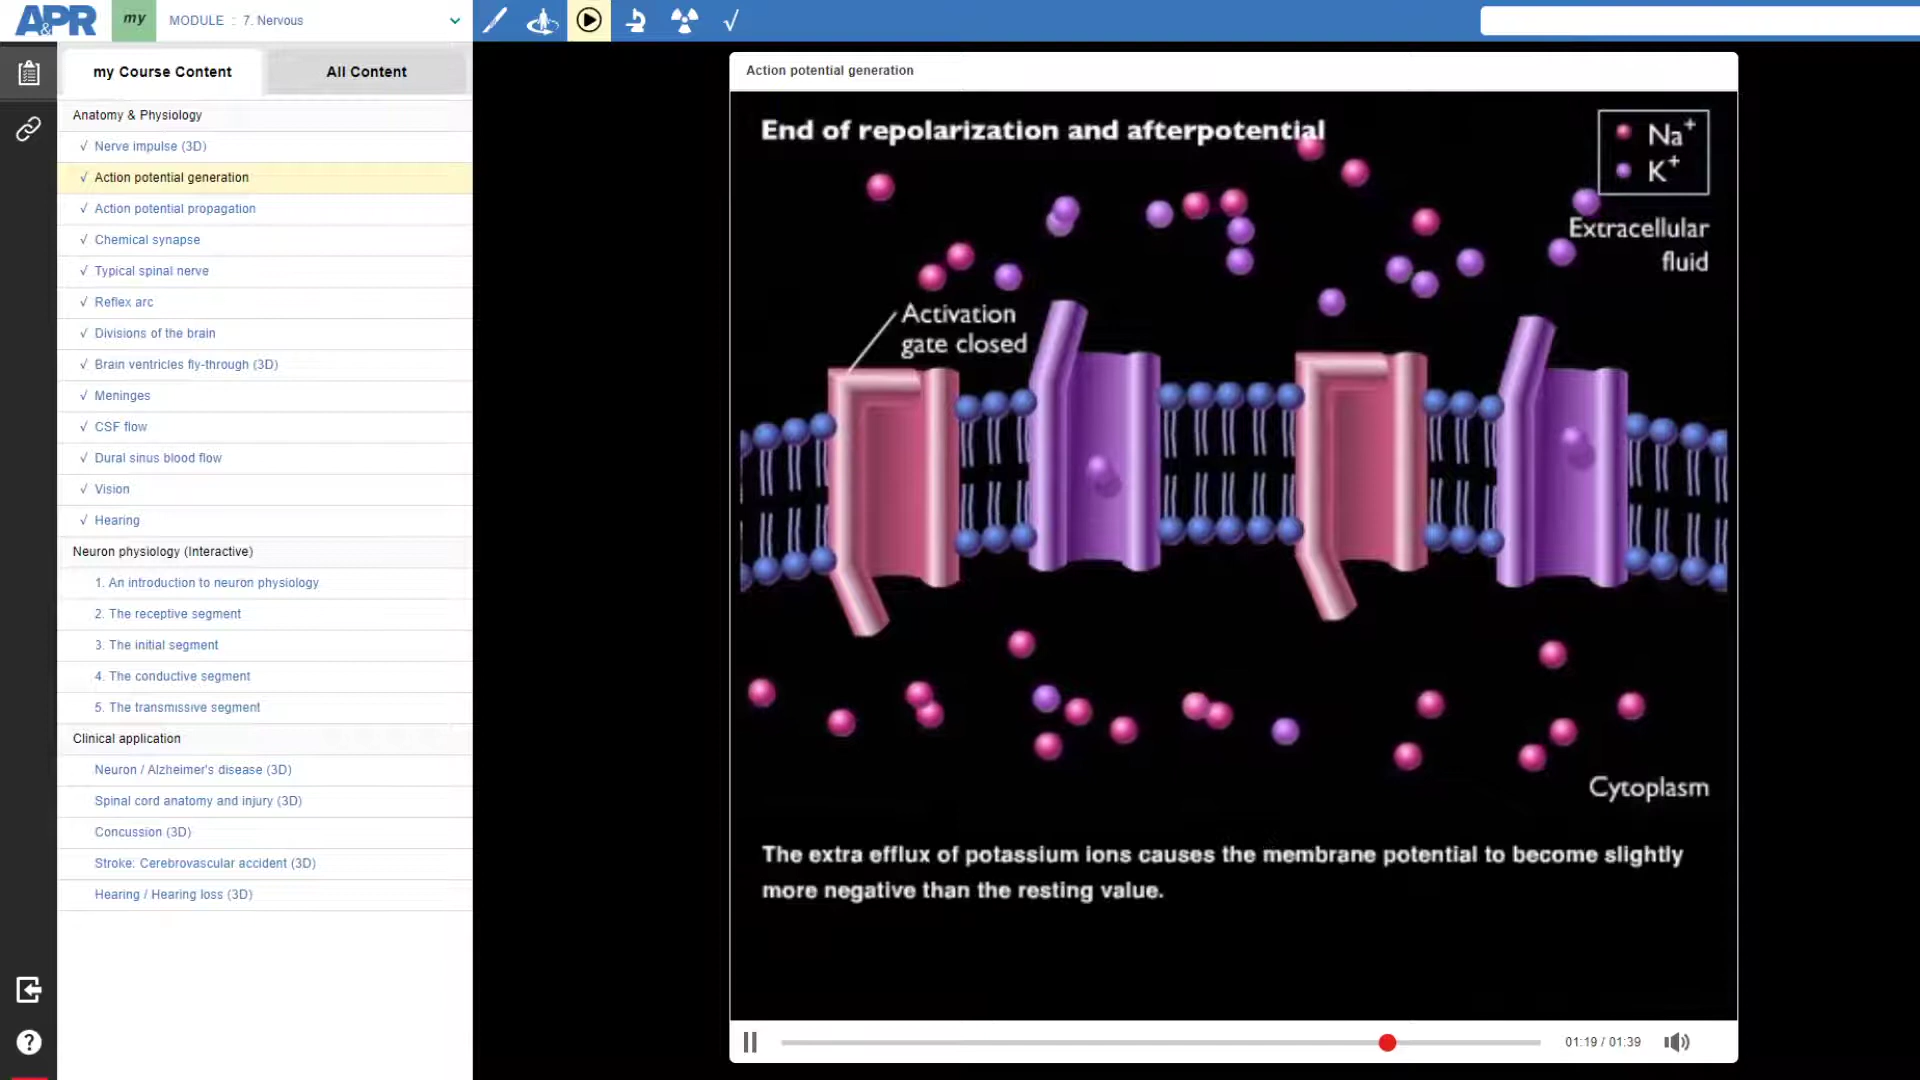 A&PR
my
MODULE : 7. Nervous
my Course Content
All Content
Anatomy & Physiology
√ Nerve impulse (3D)
√ Action potential generation
√ Action potential propagation
√ Chemical synapse
√ Typical spinal nerve
√ Reflex arc
√ Divisions of the brain
√ Brain ventricles fly-through (3D)
√ Meninges
√ CSF flow
√ Dural sinus blood flow
√ Vision
√ Hearing
Neuron physiology (Interactive)
1. An introduction to neuron physiology
2. The receptive segment
3. The initial segment
4. The conductive segment
5. The transmissive segment
Clinical application
Neuron / Alzheimer's disease (3D)
Spinal cord anatomy and injury (3D)
Concussion (3D)
Stroke: Cerebrovascular accident (3D)
Hearing / Hearing loss (3D)
Action potential generation
End of repolarization and afterpotential
Na+
K+
Extracellular
fluid
Activation
gate closed
Cytoplasm
The extra efflux of potassium ions causes the membrane potential to become slightly
more negative than the resting value.
01:19 / 01:39